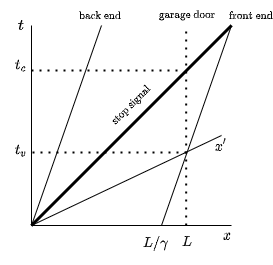 back end
garage door
front end
t
t_c
stop signal
t_v
x′
L/γ
L
x